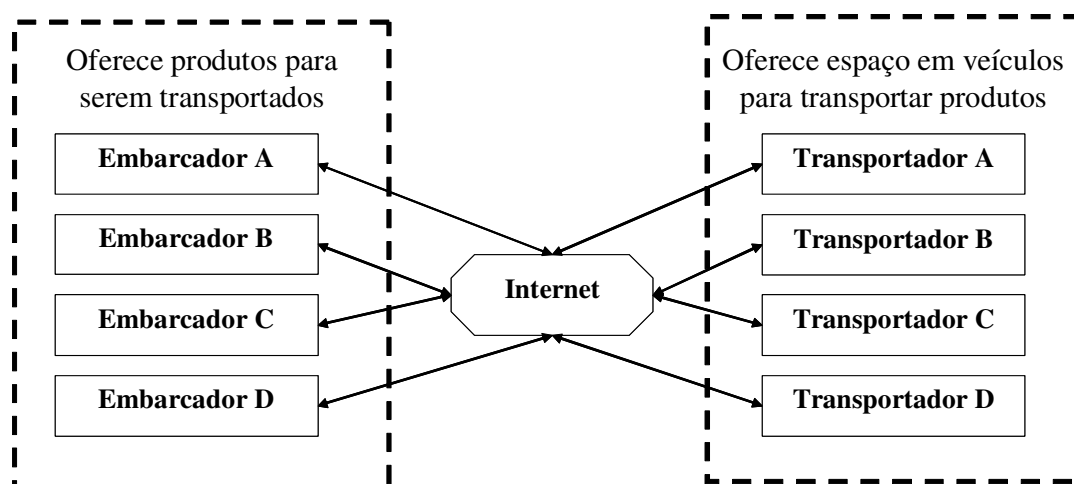 Oferece produtos para
serem transportados
Embarcador A
Embarcador B
Embarcador C
Embarcador D
Internet
Oferece espaço em veículos
para transportar produtos
Transportador A
Transportador B
Transportador C
Transportador D